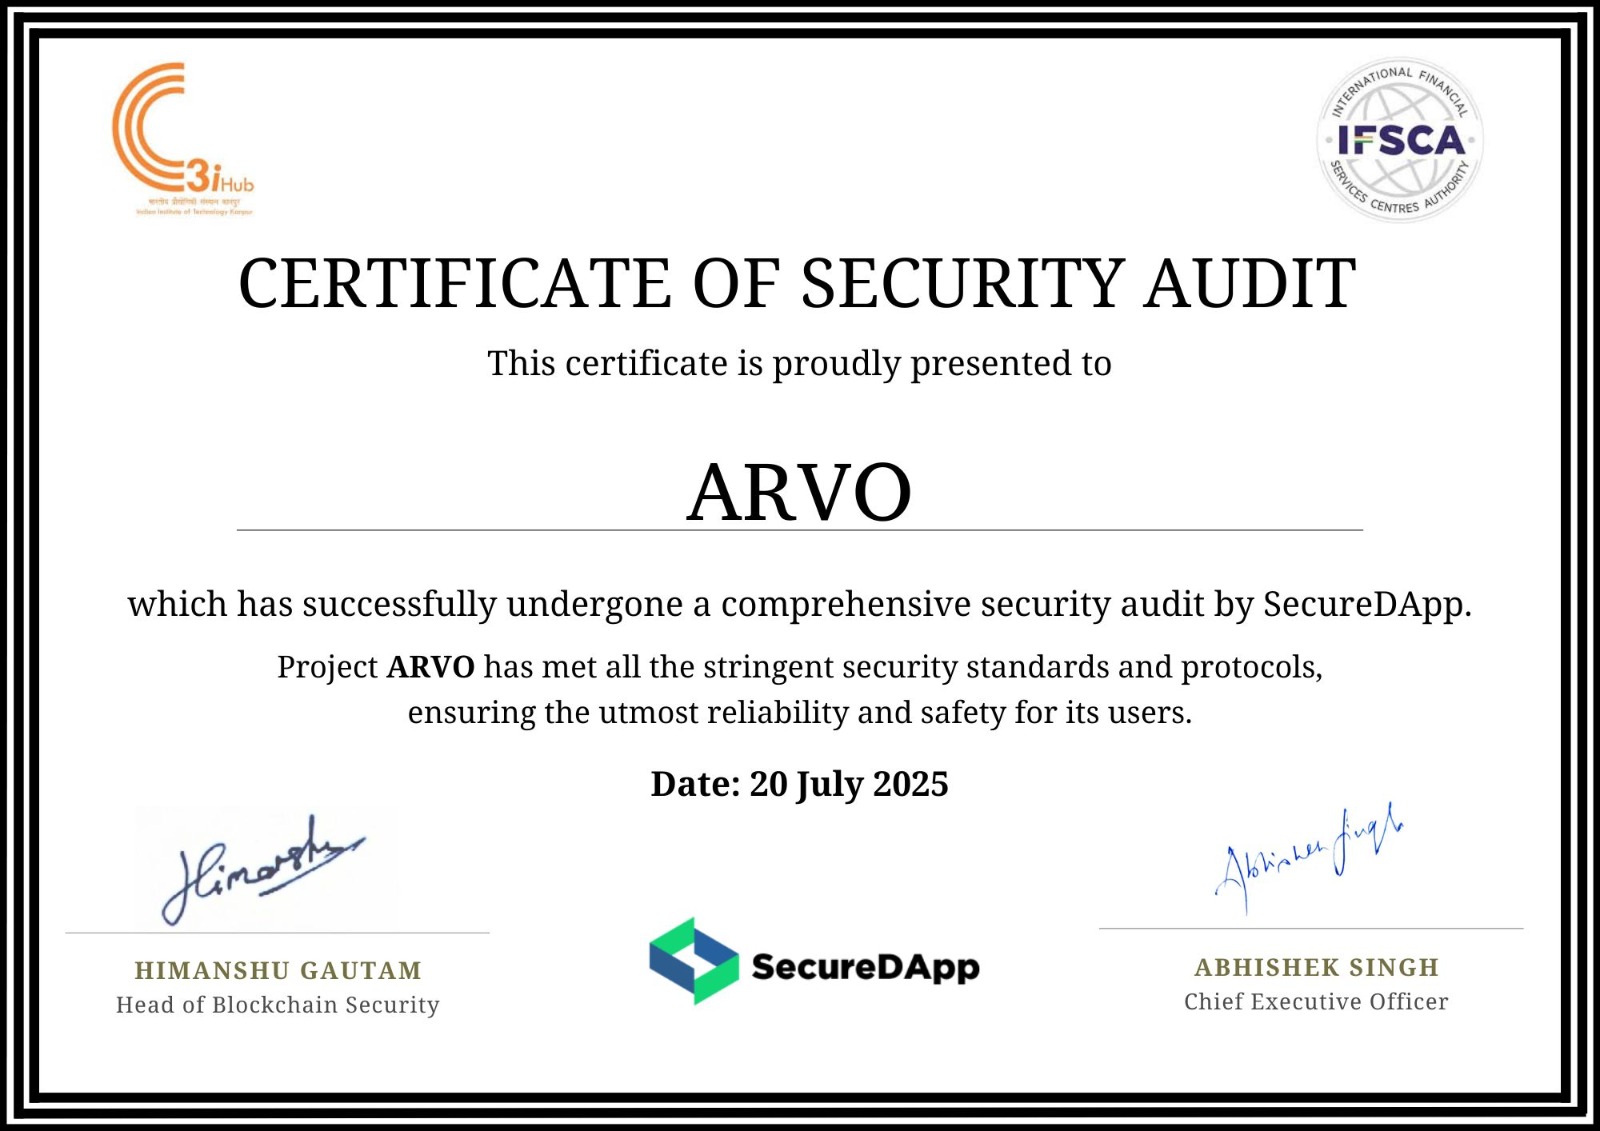 C3iHub
भारतीय प्रौद्योगिकी संस्थान कानपुर
Indian Institute of Technology Kanpur
INTERNATIONAL FINANCIAL
IFSCA
SERVICES CENTRES AUTHORITY
CERTIFICATE OF SECURITY AUDIT
This certificate is proudly presented to
ARVO
which has successfully undergone a comprehensive security audit by SecureDApp.
Project ARVO has met all the stringent security standards and protocols,
ensuring the utmost reliability and safety for its users.
Date: 20 July 2025
Himanshu
Abhishek Singh
HIMANSHU GAUTAM
Head of Blockchain Security
SecureDApp
ABHISHEK SINGH
Chief Executive Officer